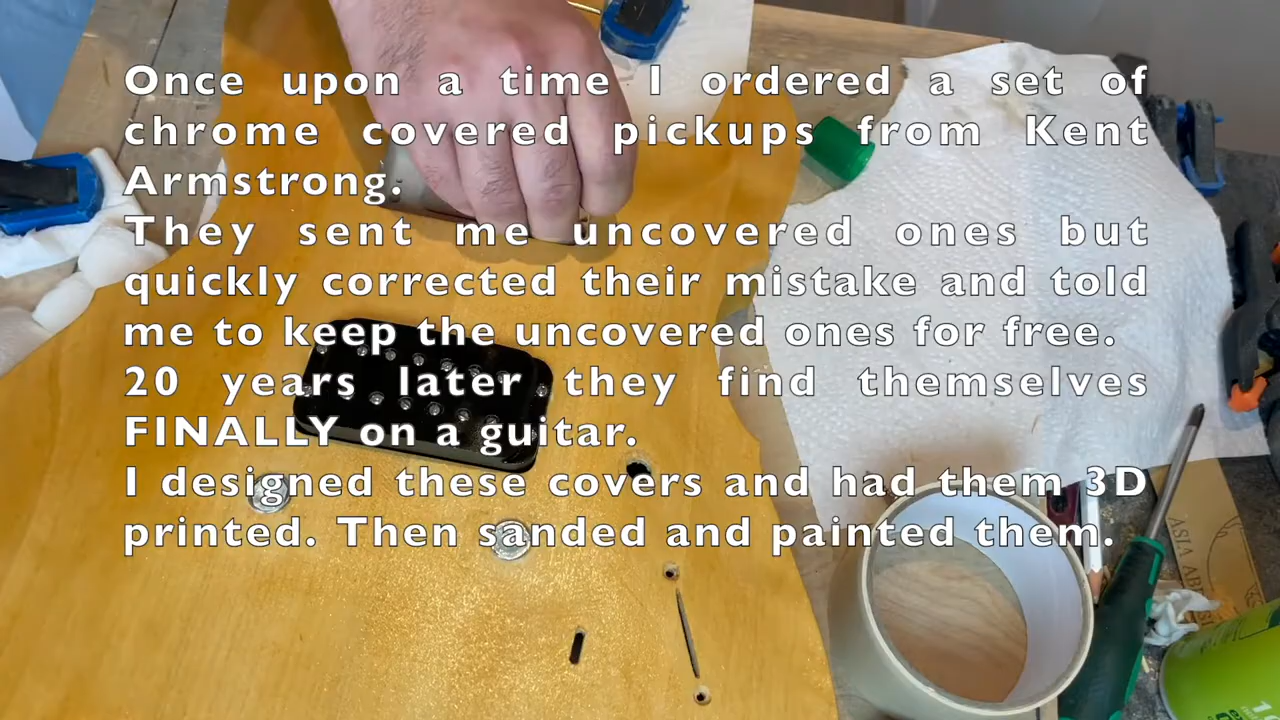 Once upon a time I ordered a set of
chrome covered pickups from Kent
Armstrong.
They sent me uncovered ones but
quickly corrected their mistake and told
me to keep the uncovered ones for free.
20 years later they find themselves
FINALLY on a guitar.
I designed these covers and had them 3D
printed. Then sanded and painted them.
ASIA